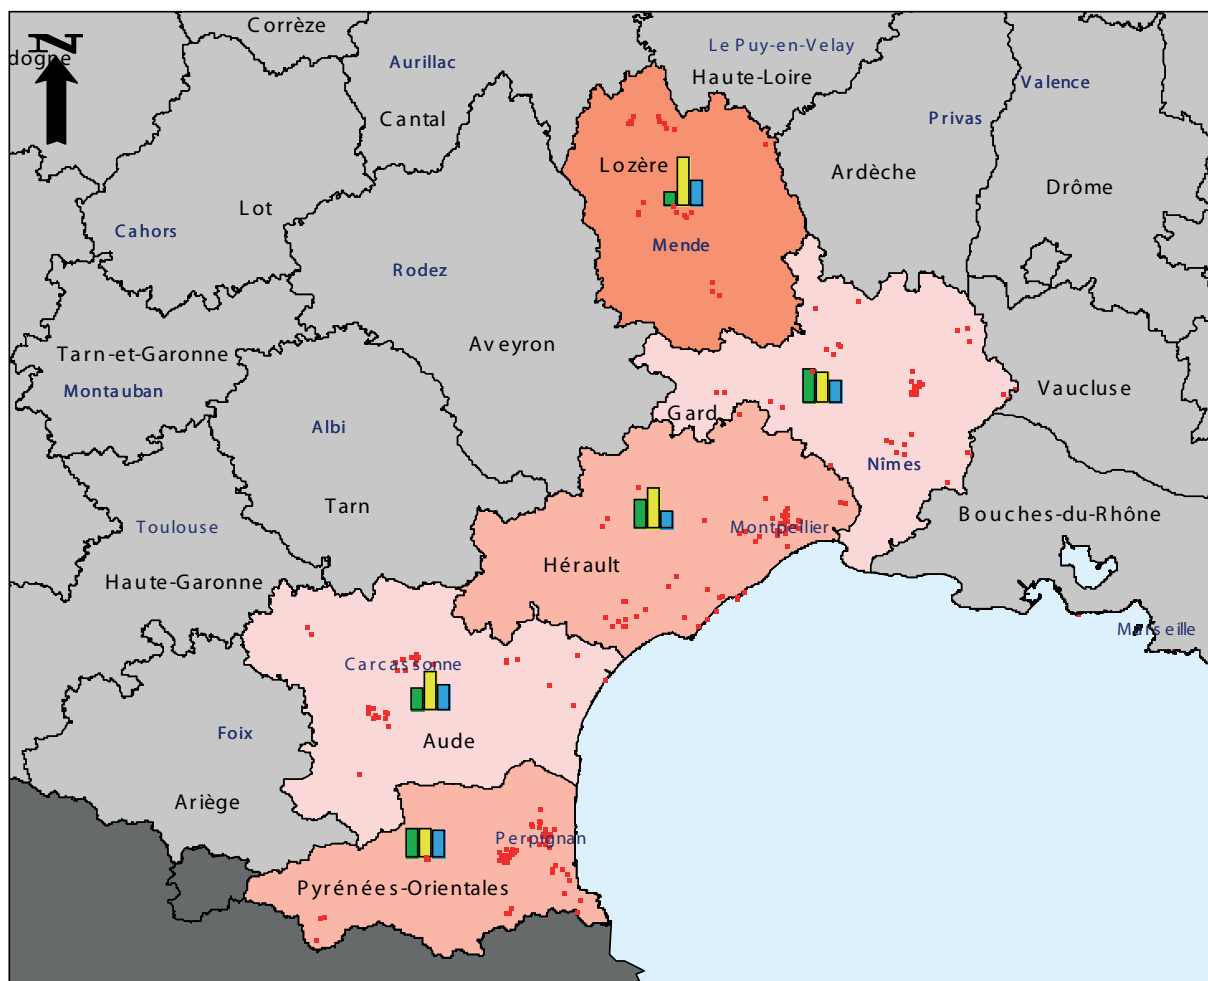 Corrèze
N
dogne
Le Puy-en-Velay
Aurillac
Haute-Loire
Valence
Cantal
Privas
Lozère
Ardèche
Drôme
Lot
Cahors
Mende
Rodez
Aveyron
Tarn-et-Garonne
Montauban
Vaucluse
Gard
Albi
Nîmes
Tarn
Bouches-du-Rhône
Toulouse
Montpellier
Hérault
Haute-Garonne
Marseille
Carcassonne
Foix
Aude
Ariège
Perpignan
Pyrénées-Orientales